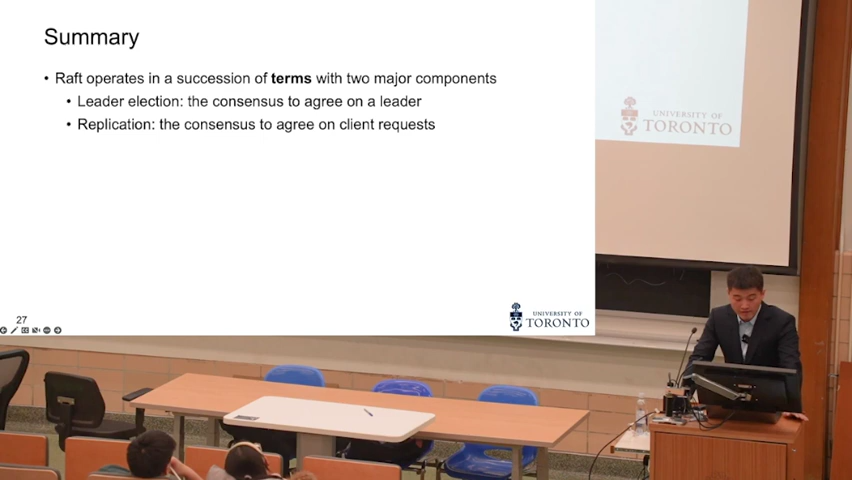 Summary
• Raft operates in a succession of terms with two major components
• Leader election: the consensus to agree on a leader
• Replication: the consensus to agree on client requests
27
UNIVERSITY OF
TORONTO
UNIVERSITY OF
TORONTO